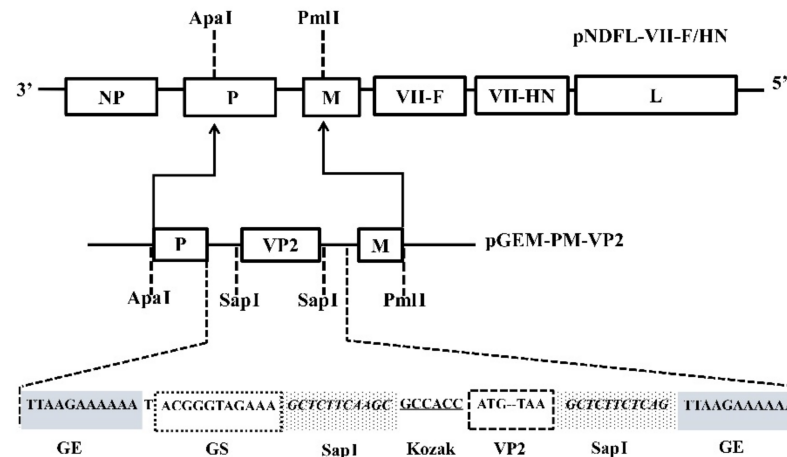 ApaI PmlI
pNDFL-VII-F/HN
3’ NP P M VII-F VII-HN L 5’
P VP2 M pGEM-PM-VP2
ApaI SapI SapI PmlI
TTAAGAAAAAA T ACGGGTAGAAA GCTCTTCAAGC GCCACC ATG--TAA GCTCTTCTCAG TTAAGAAAAAA
GE GS SapI Kozak VP2 SapI GE